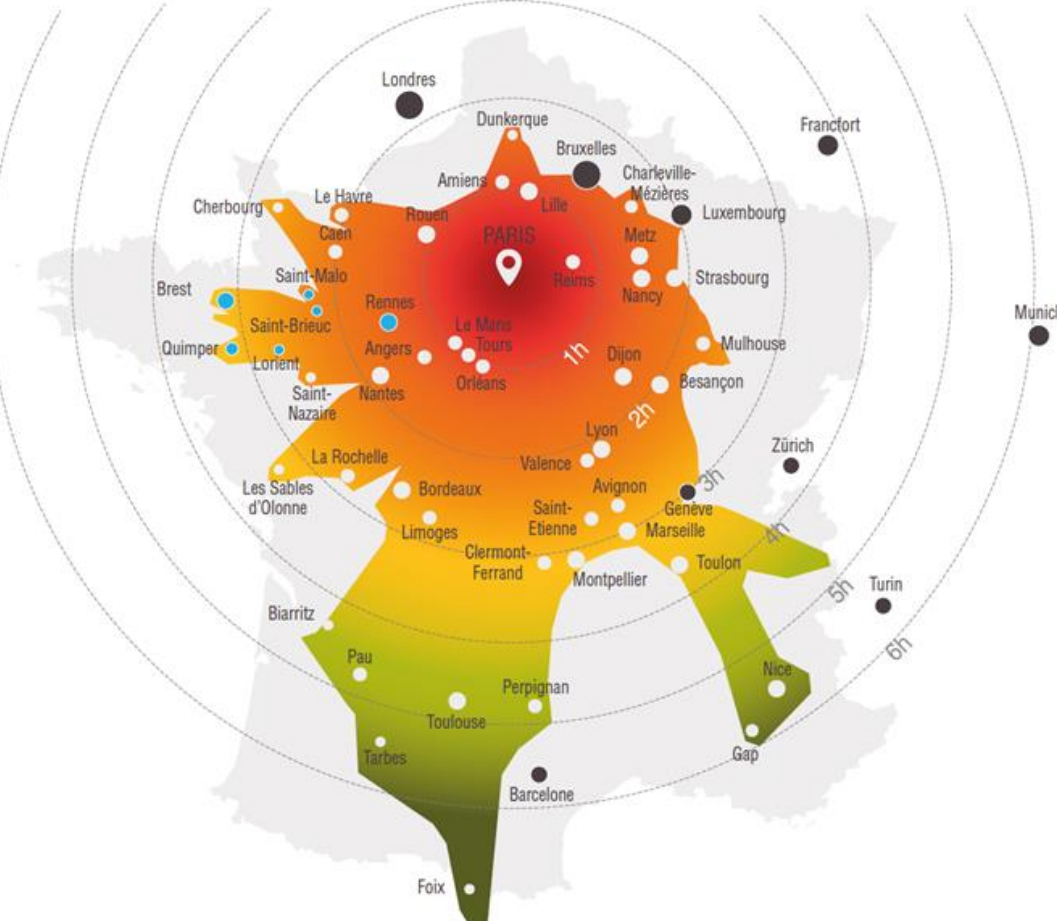 Londres
Dunkerque
Francfort
Bruxelles
Charleville-
Mézières
Amiens
Lille
Le Havre
Cherbourg
Rouen
Luxembourg
Caen
PARIS
Metz
Reims
Saint-Malo
Strasbourg
Brest
Rennes
Nancy
Munich
Saint-Brieuc
Le Mans
Quimper
Angers
Tours
1h
Mulhouse
Lorient
Dijon
Orléans
Besançon
Saint-
Nazaire
Nantes
2h
Lyon
Zürich
La Rochelle
Valence
3h
Les Sables
d'Olonne
Bordeaux
Avignon
Saint-
Etienne
Genève
Limoges
Marseille
4h
Clermont-
Ferrand
Toulon
Montpellier
5h
Turin
Biarritz
6h
Pau
Nice
Perpignan
Toulouse
Tarbes
Gap
Barcelone
Foix